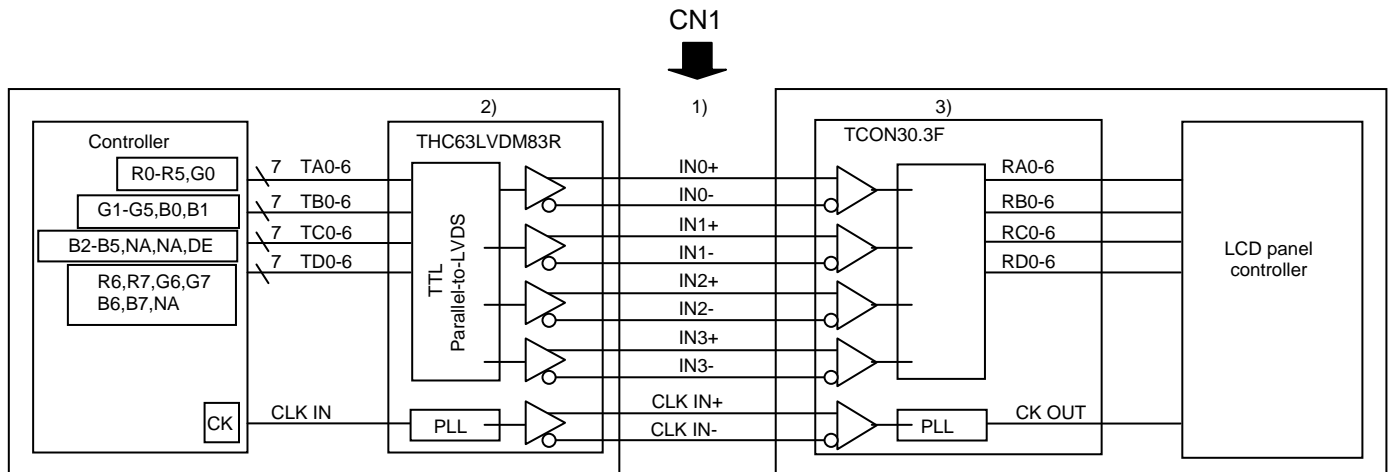 CN1
2)
1)
3)
Controller
THC63LVDM83R
TCON30.3F
R0-R5,G0
7 TA0-6
G1-G5,B0,B1
7 TB0-6
B2-B5,NA,NA,DE
7 TC0-6
R6,R7,G6,G7
B6,B7,NA
7 TD0-6
TTL
Parallel-to-LVDS
IN0+
IN0-
IN1+
IN1-
IN2+
IN2-
IN3+
IN3-
RA0-6
RB0-6
RC0-6
RD0-6
LCD panel
controller
CK
CLK IN
PLL
CLK IN+
CLK IN-
PLL
CK OUT